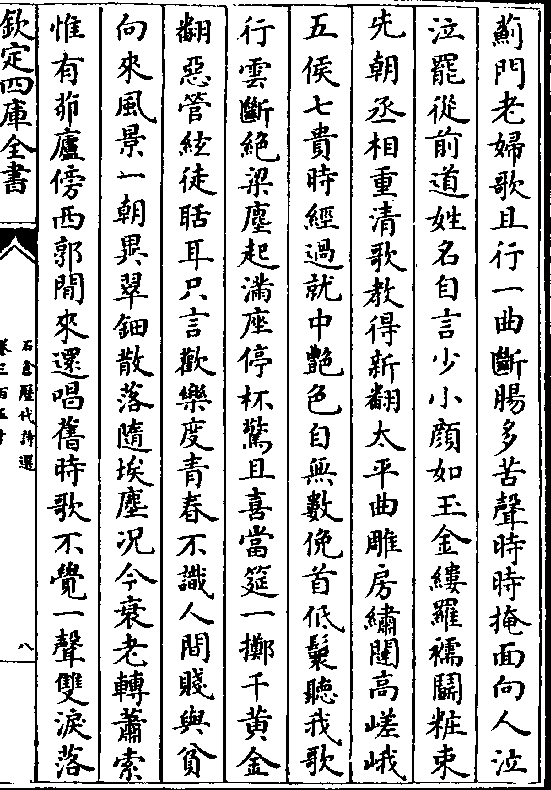 薊門老婦歌且行一曲斷腸多苦聲時時掩面向人泣
泣罷從前道姓名自言少小顔如玉金縷羅襦鬬粧束
先朝丞相重清歌教得新翻太平曲雕房繡闥高嵯峨
五侯七貴時經過就中艷色自無數俛首低鬟聽我歌
行雲斷絶梁塵起滿座停杯驚且喜當筵一擲千黄金
翻惡管絃徒聒耳只言歡樂度青春不識人間賤與貧
向來風景一朝異翠鈿散落隨埃塵況今衰老轉蕭索
惟有茆廬傍西郭閒來還唱舊時歌不覺一聲雙淚落
欽定四庫全書
石倉歷代詩選
卷三百五十
八